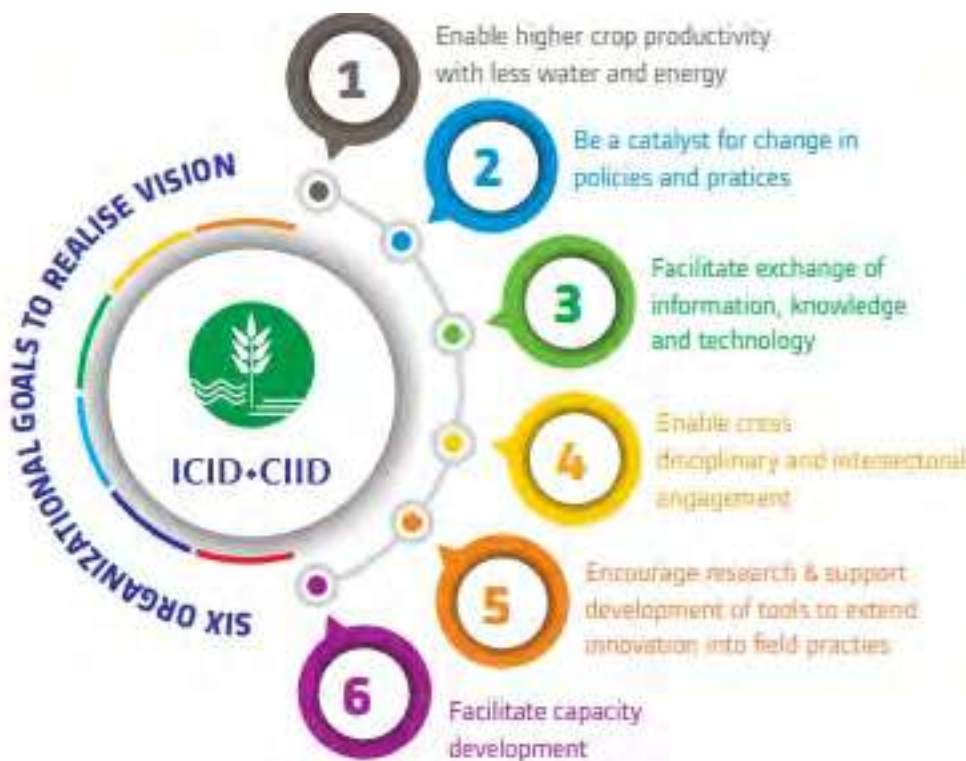 SIX ORGANIZATIONAL GOALS TO REALISE VISION
ICID•CIID
1
Enable higher crop productivity
with less water and energy
2
Be a catalyst for change in
policies and pratices
3
Facilitate exchange of
information, knowledge
and technology
4
Enable cross
disciplinary and intersectoral
engagement
5
Encourage research & support
development of tools to extend
innovation into field practies
6
Facilitate capacity
development